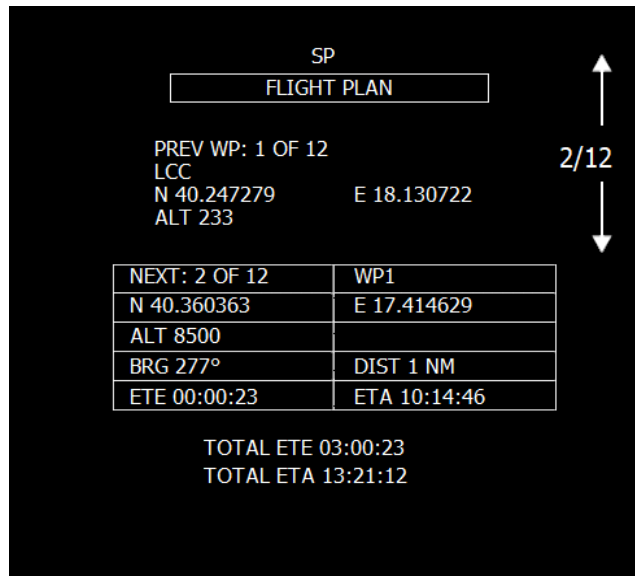 SP
FLIGHT PLAN
PREV WP: 1 OF 12
LCC
N 40.247279 E 18.130722
ALT 233
2/12
NEXT: 2 OF 12 WP1
N 40.360363 E 17.414629
ALT 8500
BRG 277° DIST 1 NM
ETE 00:00:23 ETA 10:14:46
TOTAL ETE 03:00:23
TOTAL ETA 13:21:12